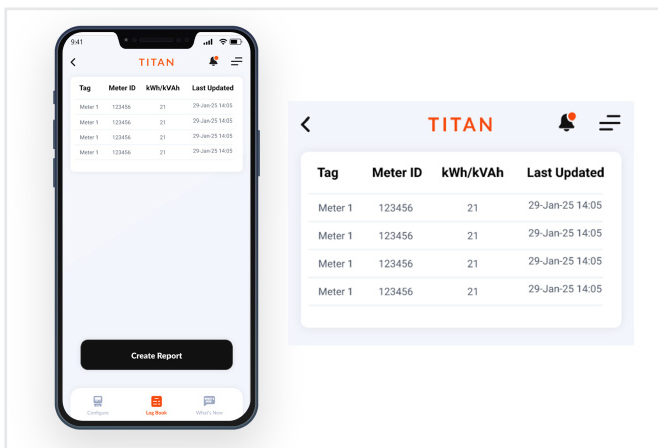 9:41
TITAN
Tag Meter ID kWh/kVAh Last Updated
Meter 1 123456 21 29-Jan-25 14:05
Meter 1 123456 21 29-Jan-25 14:05
Meter 1 123456 21 29-Jan-25 14:05
Meter 1 123456 21 29-Jan-25 14:05
Create Report
Configure Log Book What's New
TITAN
Tag Meter ID kWh/kVAh Last Updated
Meter 1 123456 21 29-Jan-25 14:05
Meter 1 123456 21 29-Jan-25 14:05
Meter 1 123456 21 29-Jan-25 14:05
Meter 1 123456 21 29-Jan-25 14:05